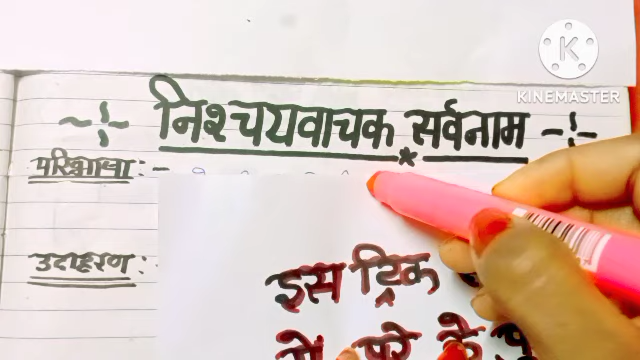 निश्चयवाचक सर्वनाम
परिभाषा :-
उदाहरण :-
इस ट्रिक
से पूरे के
KINEMASTER